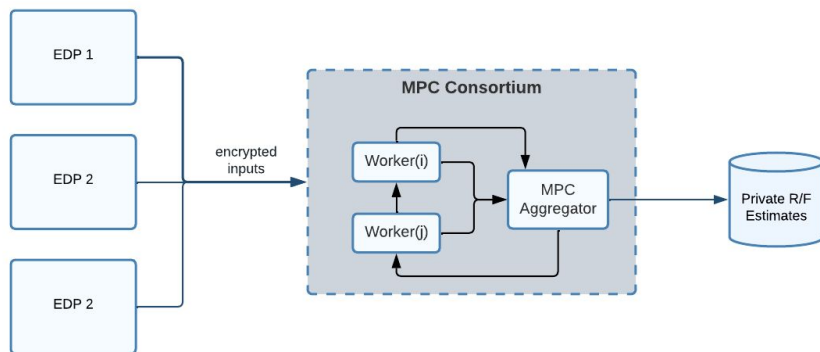 EDP 1
EDP 2
EDP 2
encrypted
inputs
MPC Consortium
Worker(i)
Worker(j)
MPC
Aggregator
Private R/F
Estimates